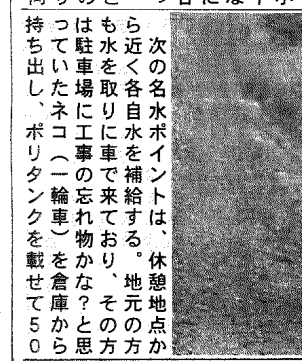 次の名水ポイントは、休憩地点か
ら近く各自水を補給する。地元の方
も水を取りに車で来ており、その方
は駐車場に工事の忘れ物かな？と思
っていたネコ（一輪車）を倉庫から
持ち出し、ポリタンクを載せて５０